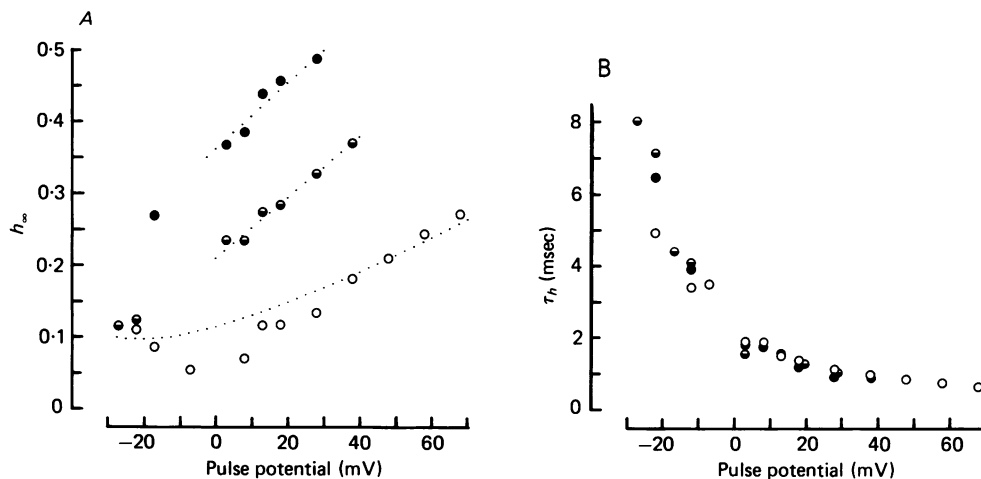 A
0·5
0·4
0·3
0·2
0·1
0
h∞
−20 0 20 40 60
Pulse potential (mV)
B
8
6
4
2
0
τh (msec)
−20 0 20 40 60
Pulse potential (mV)